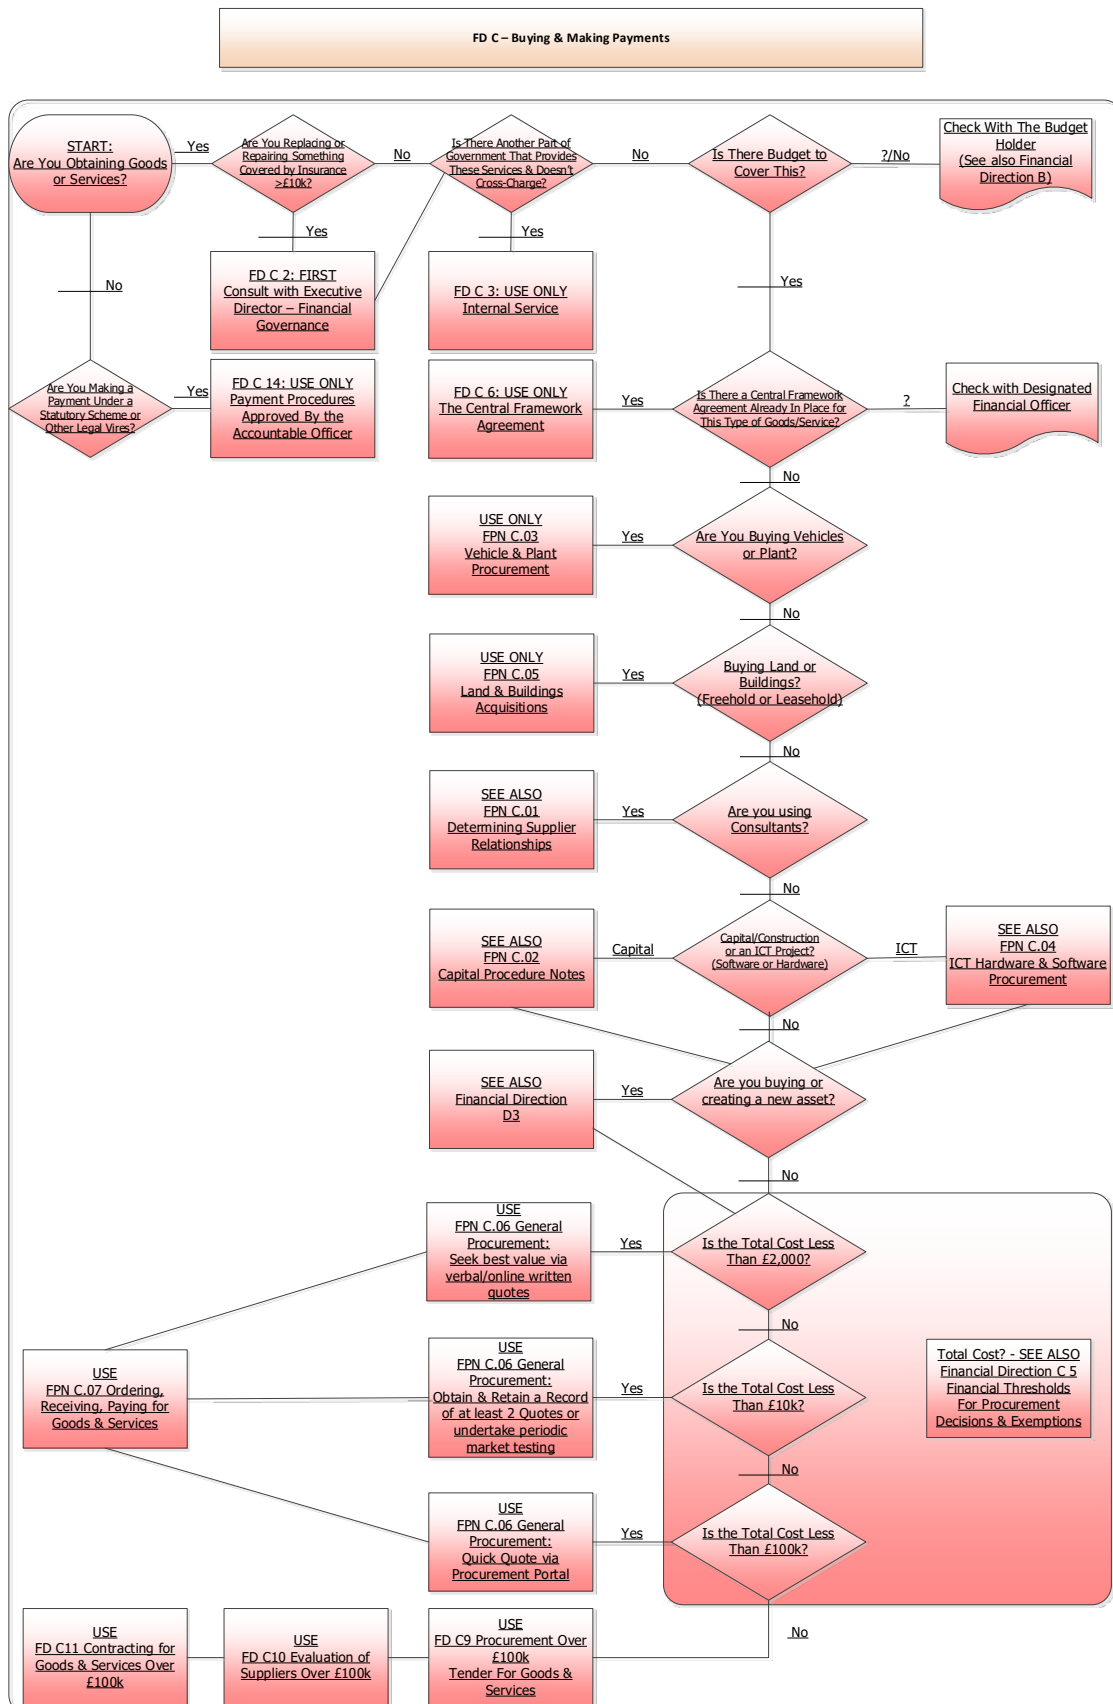 FD C – Buying & Making Payments
START:
Are You Obtaining Goods
or Services?
Yes
Are You Replacing or
Repairing Something
Covered by Insurance
>£10k?
No
Is There Another Part of
Government That Provides
These Services & Doesn't
Cross-Charge?
No
Is There Budget to
Cover This?
?/No
Check With The Budget
Holder
(See also Financial
Direction B)
Yes
Yes
No
Yes
FD C 2: FIRST
Consult with Executive
Director – Financial
Governance
FD C 3: USE ONLY
Internal Service
Are You Making a
Payment Under a
Statutory Scheme or
Other Legal Vires?
Yes
FD C 14: USE ONLY
Payment Procedures
Approved By the
Accountable Officer
FD C 6: USE ONLY
The Central Framework
Agreement
Yes
Is There a Central Framework
Agreement Already In Place for
This Type of Goods/Service?
?
Check with Designated
Financial Officer
No
USE ONLY
FPN C.03
Vehicle & Plant
Procurement
Yes
Are You Buying Vehicles
or Plant?
No
USE ONLY
FPN C.05
Land & Buildings
Acquisitions
Yes
Buying Land or
Buildings?
(Freehold or Leasehold)
No
SEE ALSO
FPN C.01
Determining Supplier
Relationships
Yes
Are you using
Consultants?
No
SEE ALSO
FPN C.02
Capital Procedure Notes
Capital
Capital/Construction
or an ICT Project?
(Software or Hardware)
ICT
SEE ALSO
FPN C.04
ICT Hardware & Software
Procurement
No
SEE ALSO
Financial Direction
D3
Yes
Are you buying or
creating a new asset?
No
USE
FPN C.06 General
Procurement:
Seek best value via
verbal/online written
quotes
Yes
Is the Total Cost Less
Than £2,000?
No
USE
FPN C.07 Ordering,
Receiving, Paying for
Goods & Services
USE
FPN C.06 General
Procurement:
Obtain & Retain a Record
of at least 2 Quotes or
undertake periodic
market testing
Yes
Is the Total Cost Less
Than £10k?
Total Cost? - SEE ALSO
Financial Direction C 5
Financial Thresholds
For Procurement
Decisions & Exemptions
No
USE
FPN C.06 General
Procurement:
Quick Quote via
Procurement Portal
Yes
Is the Total Cost Less
Than £100k?
No
USE
FD C11 Contracting for
Goods & Services Over
£100k
USE
FD C10 Evaluation of
Suppliers Over £100k
USE
FD C9 Procurement Over
£100k
Tender For Goods &
Services